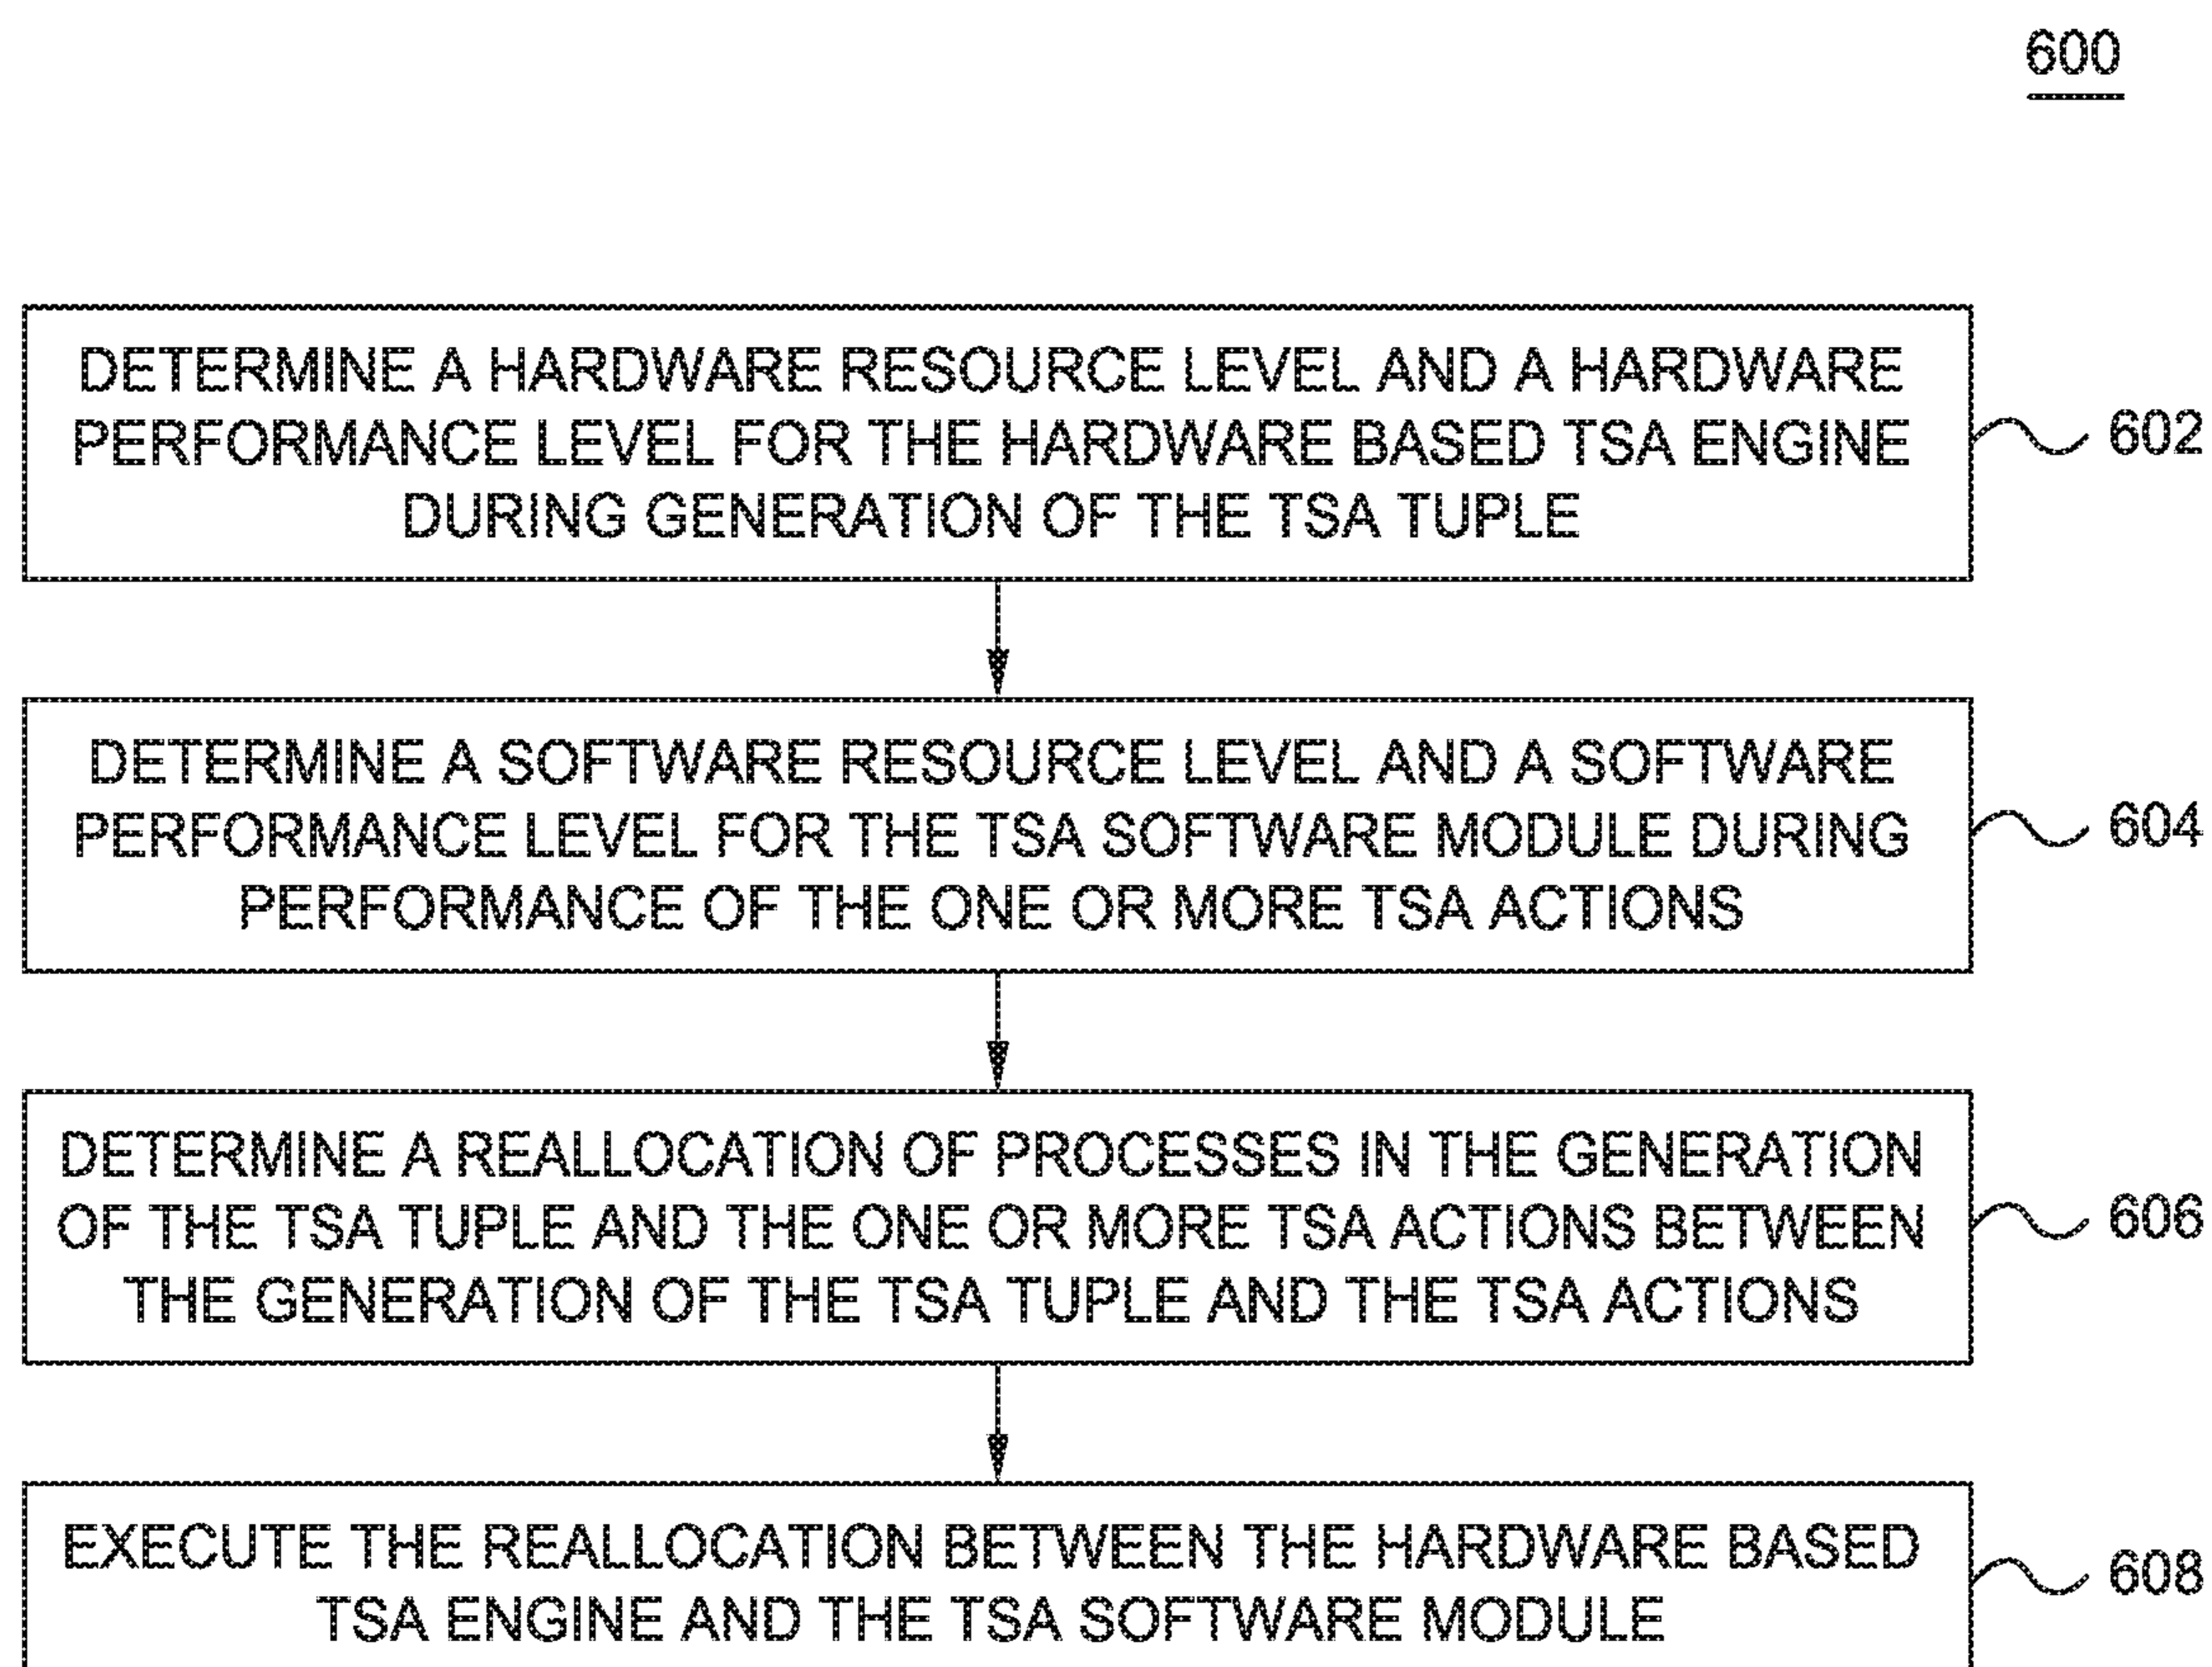 600
DETERMINE A HARDWARE RESOURCE LEVEL AND A HARDWARE
PERFORMANCE LEVEL FOR THE HARDWARE BASED TSA ENGINE
DURING GENERATION OF THE TSA TUPLE
602
DETERMINE A SOFTWARE RESOURCE LEVEL AND A SOFTWARE
PERFORMANCE LEVEL FOR THE TSA SOFTWARE MODULE DURING
PERFORMANCE OF THE ONE OR MORE TSA ACTIONS
604
DETERMINE A REALLOCATION OF PROCESSES IN THE GENERATION
OF THE TSA TUPLE AND THE ONE OR MORE TSA ACTIONS BETWEEN
THE GENERATION OF THE TSA TUPLE AND THE TSA ACTIONS
606
EXECUTE THE REALLOCATION BETWEEN THE HARDWARE BASED
TSA ENGINE AND THE TSA SOFTWARE MODULE
608